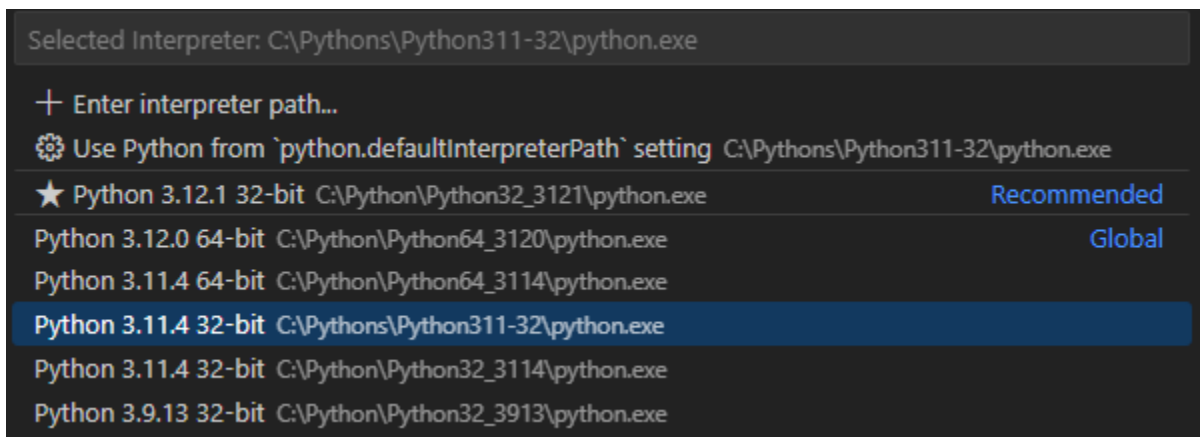 Selected Interpreter: C:\Pythons\Python311-32\python.exe
Enter interpreter path...
Use Python from `python.defaultInterpreterPath` setting C:\Pythons\Python311-32\python.exe
Python 3.12.1 32-bit C:\Python\Python32_3121\python.exe Recommended
Python 3.12.0 64-bit C:\Python\Python64_3120\python.exe Global
Python 3.11.4 64-bit C:\Python\Python64_3114\python.exe
Python 3.11.4 32-bit C:\Pythons\Python311-32\python.exe
Python 3.11.4 32-bit C:\Python\Python32_3114\python.exe
Python 3.9.13 32-bit C:\Python\Python32_3913\python.exe